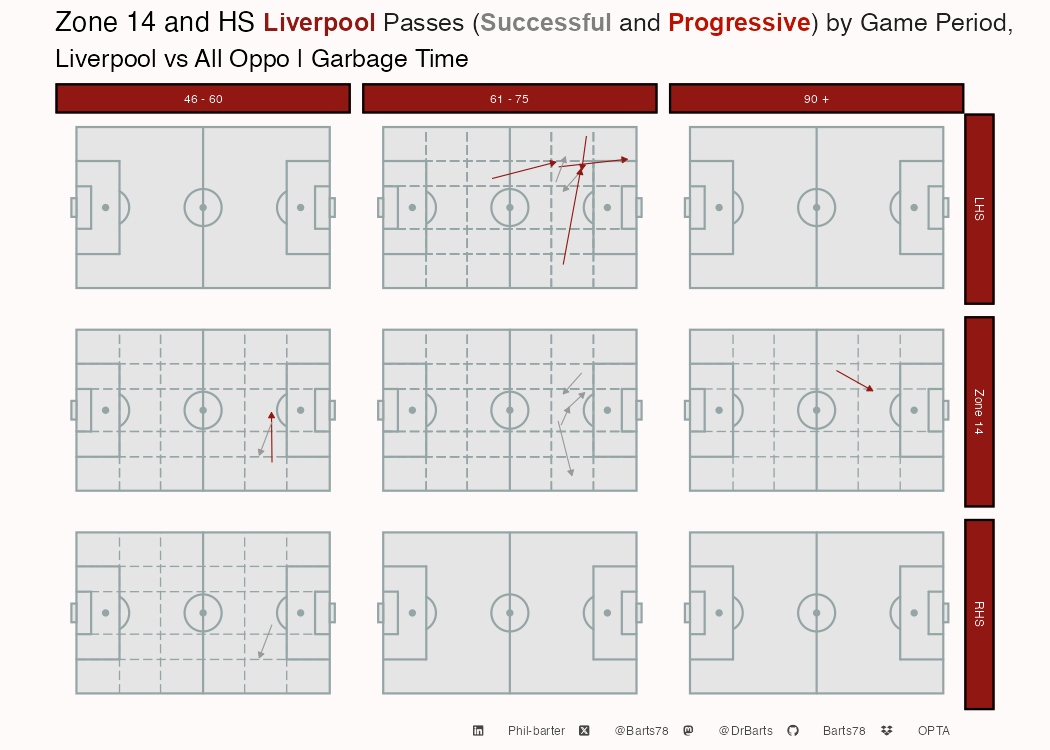 Zone 14 and HS Liverpool Passes (Successful and Progressive) by Game Period,
Liverpool vs All Oppo | Garbage Time
46 - 60
61 - 75
90 +
LHS
Zone 14
RHS
Phil-barter @Barts78 @DrBarts Barts78 OPTA